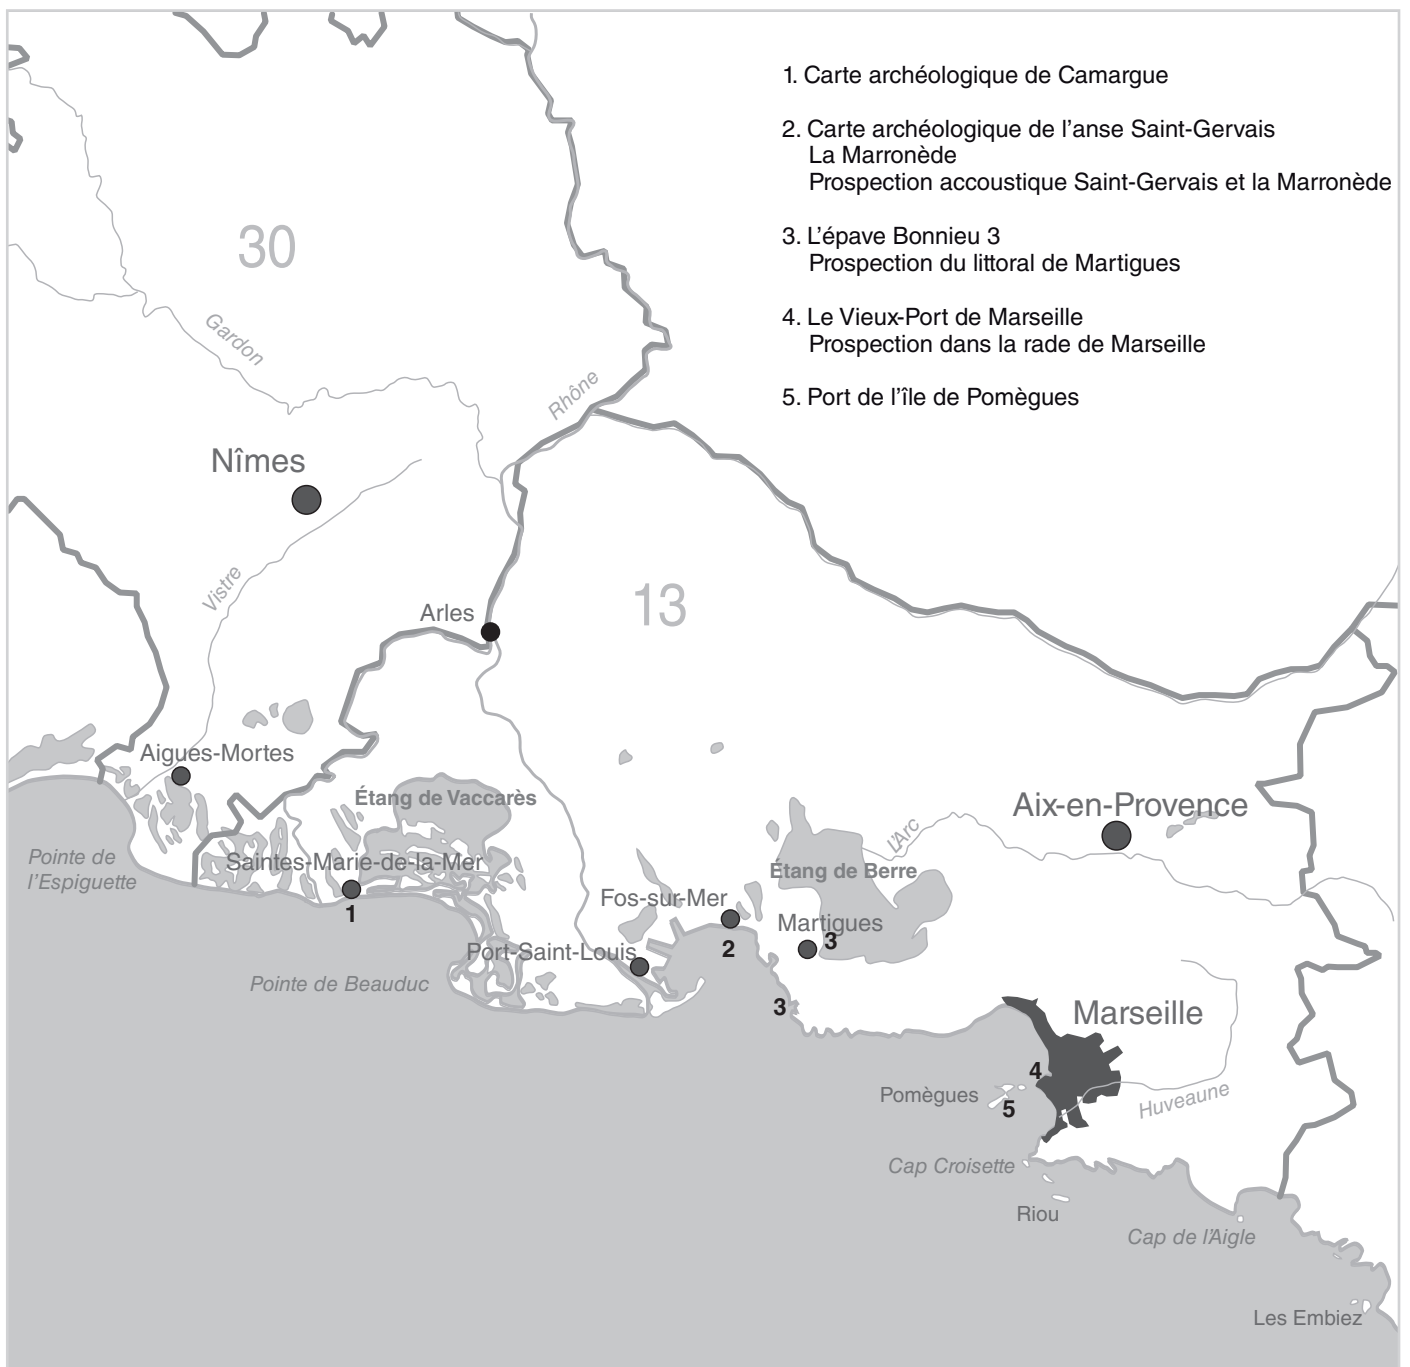 1. Carte archéologique de Camargue
2. Carte archéologique de l'anse Saint-Gervais
La Marronède
Prospection accoustique Saint-Gervais et la Marronède
3. L'épave Bonnieu 3
Prospection du littoral de Martigues
4. Le Vieux-Port de Marseille
Prospection dans la rade de Marseille
5. Port de l'île de Pomègues
30
Gardon
Rhône
Nîmes
Vistre
Arles
13
Aigues-Mortes
Étang de Vaccarès
Aix-en-Provence
L'Arc
Pointe de
l'Espiguette
Saintes-Marie-de-la-Mer
1
Étang de Berre
Fos-sur-Mer
2
Martigues
3
Port-Saint-Louis
Pointe de Beauduc
3
Marseille
4
Pomègues
5
Huveaune
Cap Croisette
Riou
Cap de l'Aigle
Les Embiez